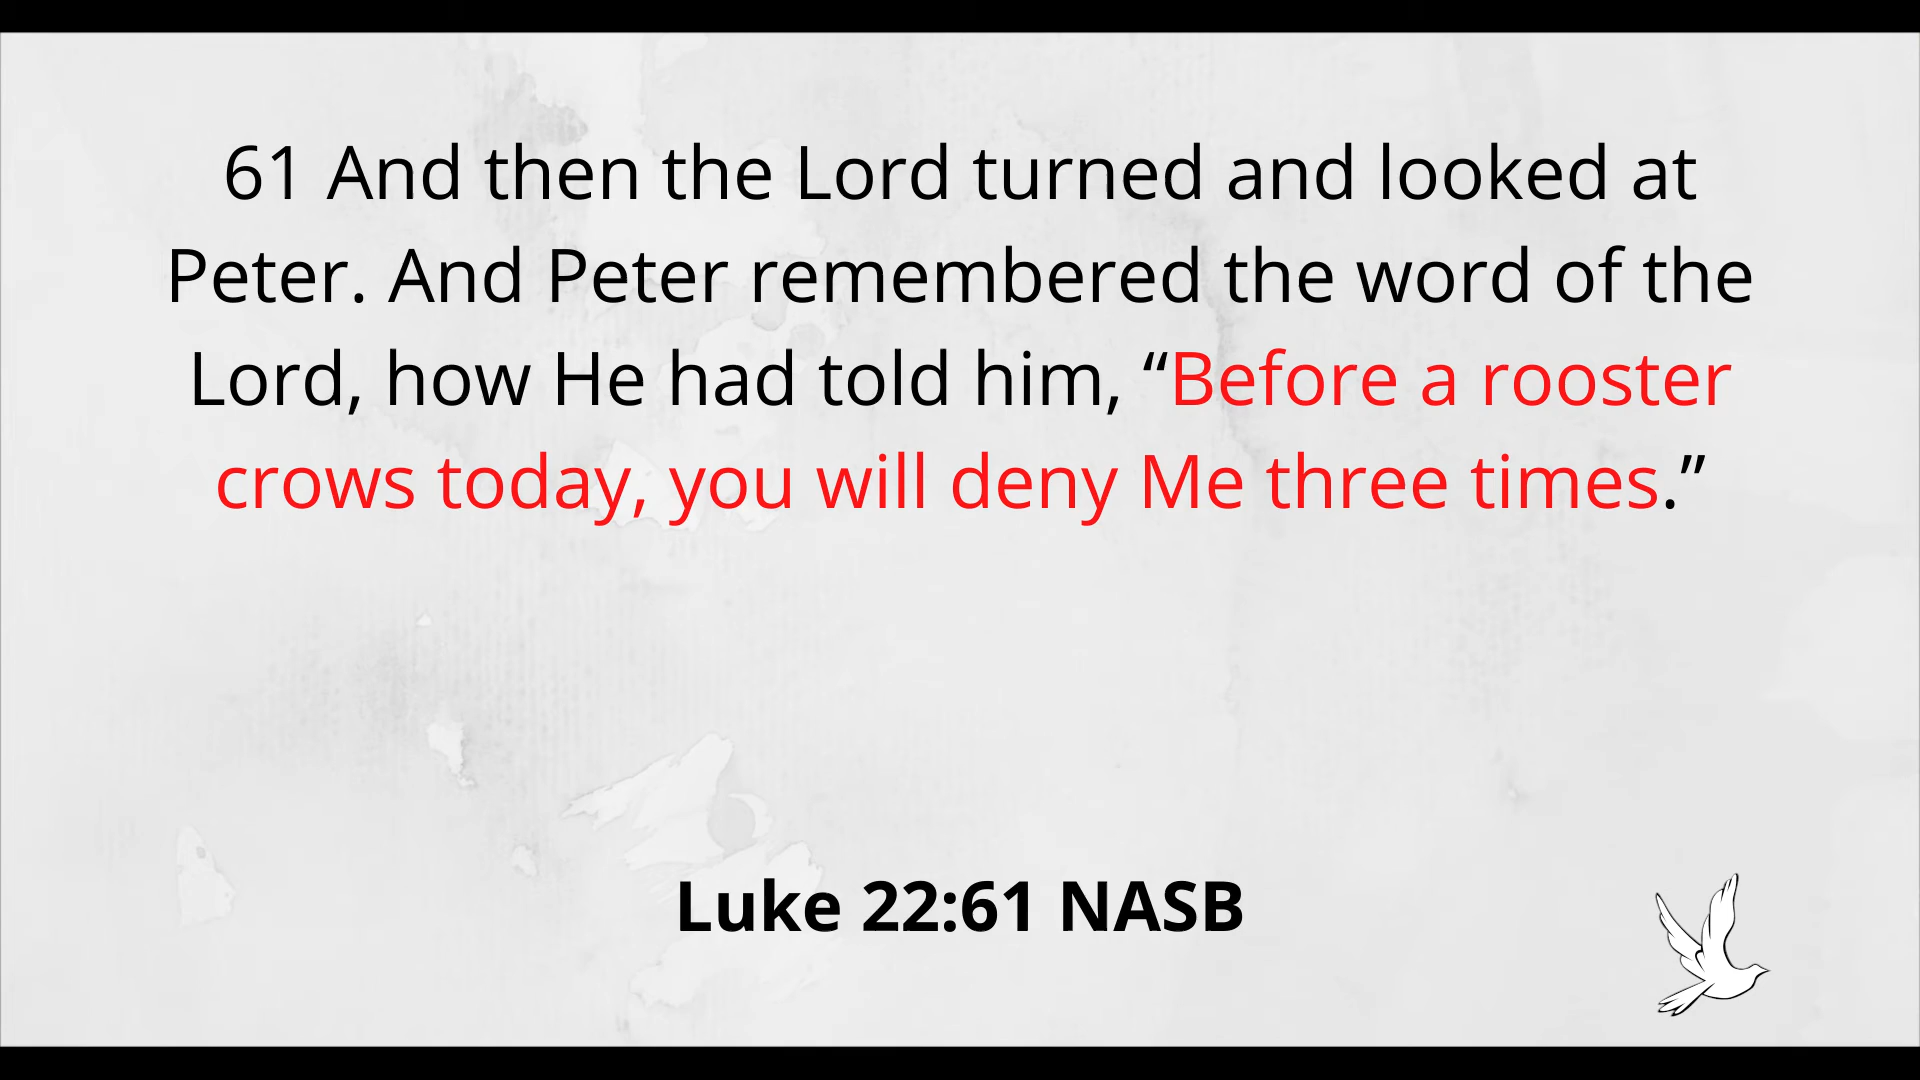 61 And then the Lord turned and looked at
Peter. And Peter remembered the word of the
Lord, how He had told him, “Before a rooster
crows today, you will deny Me three times.”
Luke 22:61 NASB